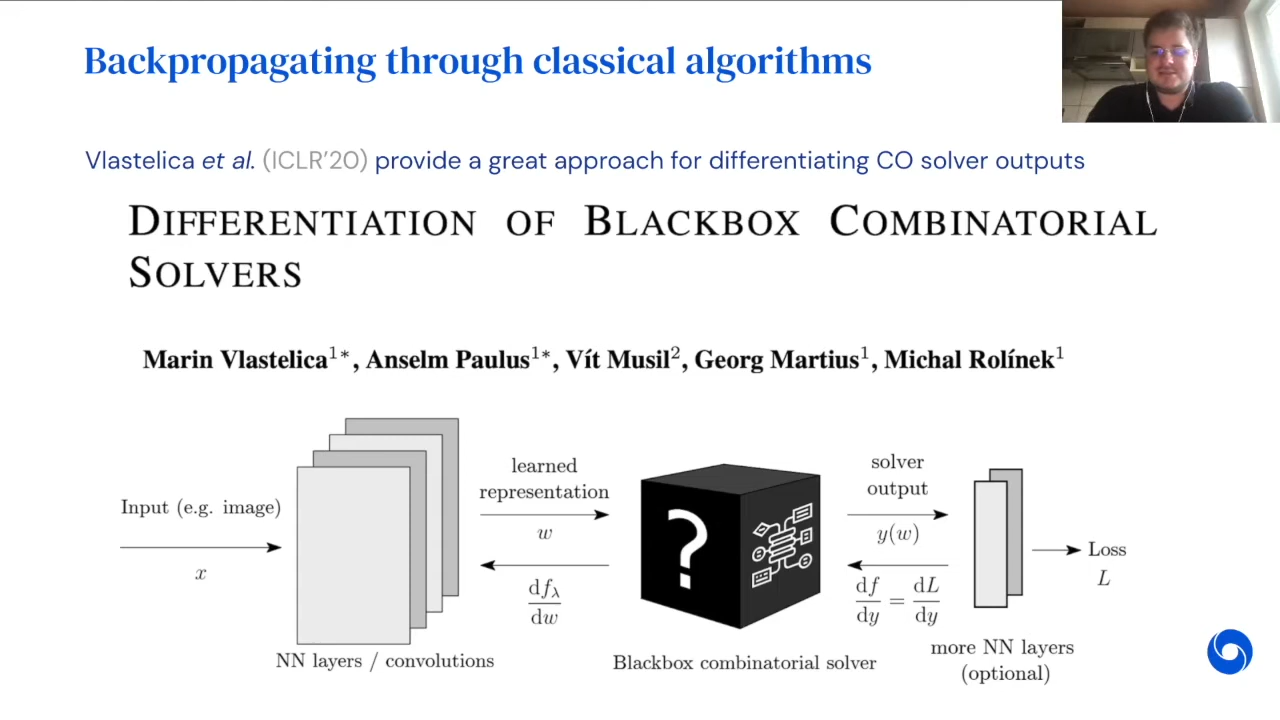 Backpropagating through classical algorithms
Vlastelica et al. (ICLR'20) provide a great approach for differentiating CO solver outputs
DIFFERENTIATION OF BLACKBOX COMBINATORIAL
SOLVERS
Marin Vlastelica¹*, Anselm Paulus¹*, Vít Musil², Georg Martius¹, Michal Rolínek¹
Input (e.g. image)
x
NN layers / convolutions
learned
representation
w
df_λ
dw
?
Blackbox combinatorial solver
solver
output
y(w)
df/dy = dL/dy
more NN layers
(optional)
Loss
L